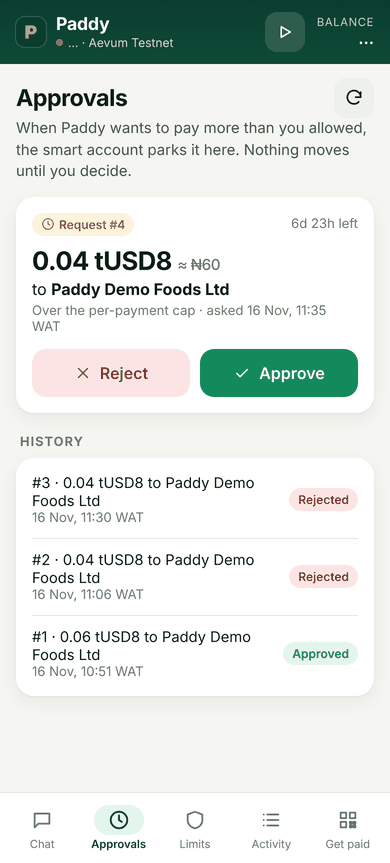 P
Paddy
... · Aevum Testnet
BALANCE
...
Approvals
When Paddy wants to pay more than you allowed,
the smart account parks it here. Nothing moves
until you decide.
Request #4
6d 23h left
0.04 tUSD8 ≈ ₦60
to Paddy Demo Foods Ltd
Over the per-payment cap · asked 16 Nov, 11:35
WAT
Reject
Approve
HISTORY
#3 · 0.04 tUSD8 to Paddy Demo
Foods Ltd
16 Nov, 11:30 WAT
Rejected
#2 · 0.04 tUSD8 to Paddy Demo
Foods Ltd
16 Nov, 11:06 WAT
Rejected
#1 · 0.06 tUSD8 to Paddy Demo
Foods Ltd
16 Nov, 10:51 WAT
Approved
Chat
Approvals
Limits
Activity
Get paid